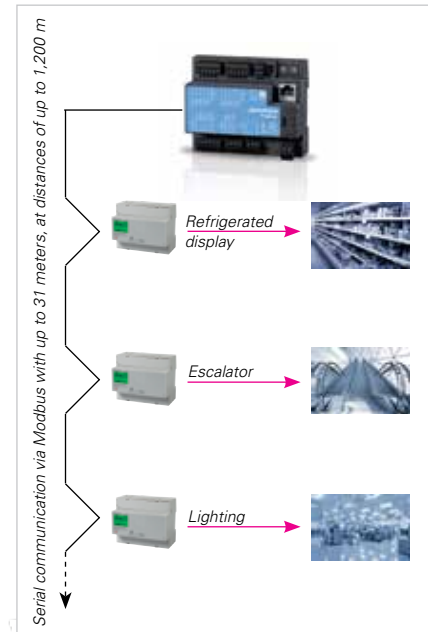 Serial communication via Modbus with up to 31 meters, at distances of up to 1,200 m
Refrigerated
display
Escalator
Lighting